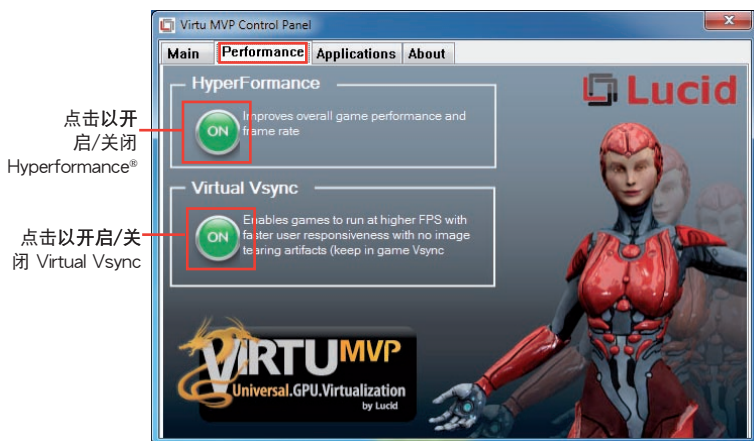 Virtu MVP Control Panel
Main Performance Applications About
HyperFormance
ON
Improves overall game performance and
frame rate
Lucid
点击以开
启/关闭
Hyperformance®
Virtual Vsync
ON
Enables games to run at higher FPS with
faster user responsiveness with no image
tearing artifacts (keep in game Vsync
点击以开启/关
闭 Virtual Vsync
VIRTU MVP
Universal.GPU.Virtualization
by Lucid